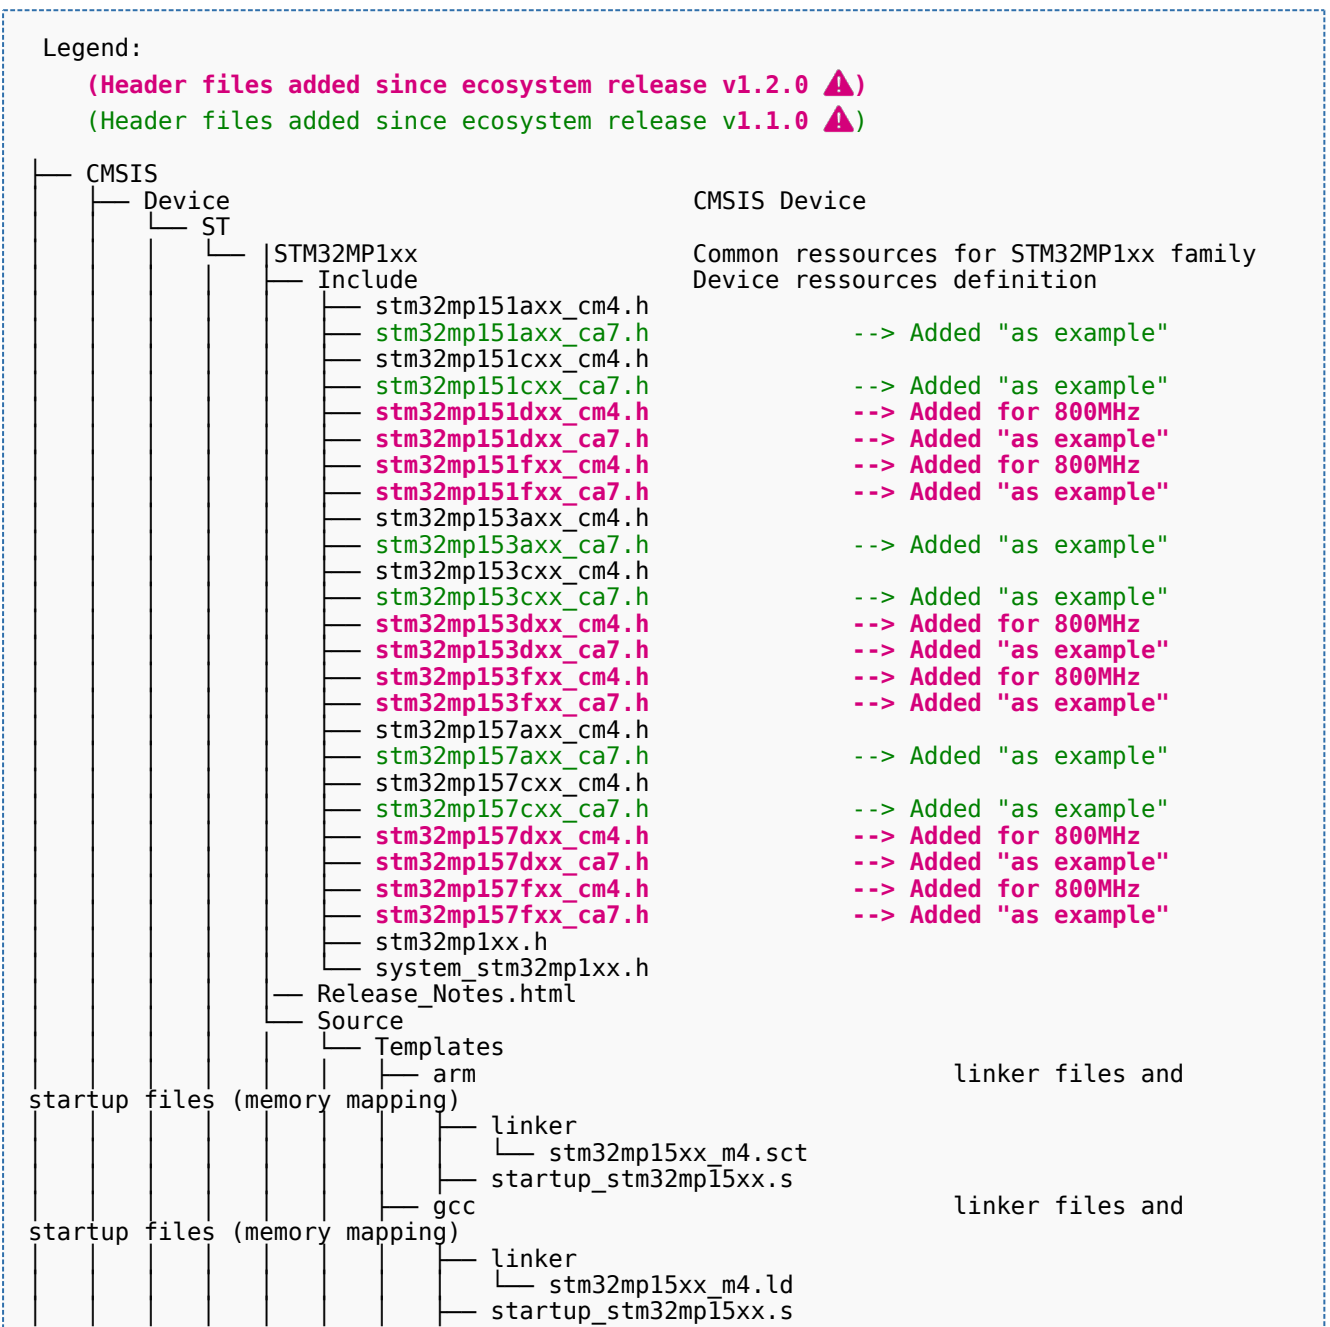 Legend:
(Header files added since ecosystem release v1.2.0 ⚠)
(Header files added since ecosystem release v1.1.0 ⚠)
├── CMSIS
│   ├── Device                                CMSIS Device
│   │   └── ST
│   │   │   └── |STM32MP1xx                   Common ressources for STM32MP1xx family
│   │   │   │   ├── Include                   Device ressources definition
│   │   │   │   │   ├── stm32mp151axx_cm4.h
│   │   │   │   │   ├── stm32mp151axx_ca7.h              --> Added "as example"
│   │   │   │   │   ├── stm32mp151cxx_cm4.h
│   │   │   │   │   ├── stm32mp151cxx_ca7.h              --> Added "as example"
│   │   │   │   │   ├── stm32mp151dxx_cm4.h              --> Added for 800MHz
│   │   │   │   │   ├── stm32mp151dxx_ca7.h              --> Added "as example"
│   │   │   │   │   ├── stm32mp151fxx_cm4.h              --> Added for 800MHz
│   │   │   │   │   ├── stm32mp151fxx_ca7.h              --> Added "as example"
│   │   │   │   │   ├── stm32mp153axx_cm4.h
│   │   │   │   │   ├── stm32mp153axx_ca7.h              --> Added "as example"
│   │   │   │   │   ├── stm32mp153cxx_cm4.h
│   │   │   │   │   ├── stm32mp153cxx_ca7.h              --> Added "as example"
│   │   │   │   │   ├── stm32mp153dxx_cm4.h              --> Added for 800MHz
│   │   │   │   │   ├── stm32mp153dxx_ca7.h              --> Added "as example"
│   │   │   │   │   ├── stm32mp153fxx_cm4.h              --> Added for 800MHz
│   │   │   │   │   ├── stm32mp153fxx_ca7.h              --> Added "as example"
│   │   │   │   │   ├── stm32mp157axx_cm4.h
│   │   │   │   │   ├── stm32mp157axx_ca7.h              --> Added "as example"
│   │   │   │   │   ├── stm32mp157cxx_cm4.h
│   │   │   │   │   ├── stm32mp157cxx_ca7.h              --> Added "as example"
│   │   │   │   │   ├── stm32mp157dxx_cm4.h              --> Added for 800MHz
│   │   │   │   │   ├── stm32mp157dxx_ca7.h              --> Added "as example"
│   │   │   │   │   ├── stm32mp157fxx_cm4.h              --> Added for 800MHz
│   │   │   │   │   ├── stm32mp157fxx_ca7.h              --> Added "as example"
│   │   │   │   │   ├── stm32mp1xx.h
│   │   │   │   │   └── system_stm32mp1xx.h
│   │   │   │   |── Release_Notes.html
│   │   │   │   └── Source
│   │   │   │   │   └── Templates
│   │   │   │   │   │   ├── arm                                 linker files and
startup files (memory mapping)
│   │   │   │   │   │   │   ├── linker
│   │   │   │   │   │   │   │   └── stm32mp15xx_m4.sct
│   │   │   │   │   │   │   ├── startup_stm32mp15xx.s
│   │   │   │   │   │   ├── gcc                                 linker files and
startup files (memory mapping)
│   │   │   │   │   │   │   ├── linker
│   │   │   │   │   │   │   │   └── stm32mp15xx_m4.ld
│   │   │   │   │   │   │   ├── startup_stm32mp15xx.s